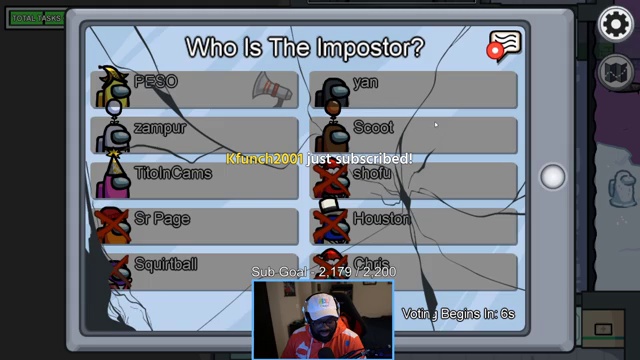 TOTAL TASKS
Who Is The Impostor?
PESO
yan
zampur
Scoot
Kfunch2001 just subscribed!
TitoInCams
shofu
Sr Page
Houston
Squirtball
Chris
Sub-Goal - 2,179 / 2,200
Voting Begins In: 6s